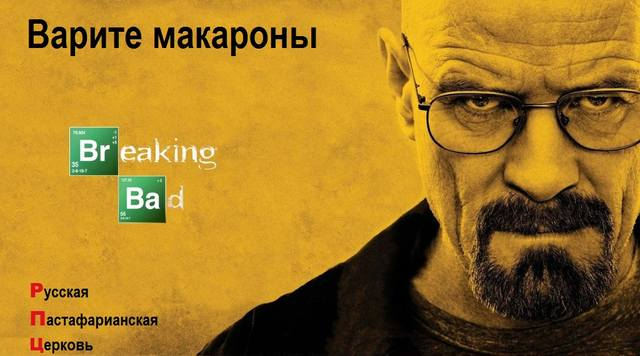 Варите макароны
Breaking
Bad
Русская
Пастафарианская
Церковь